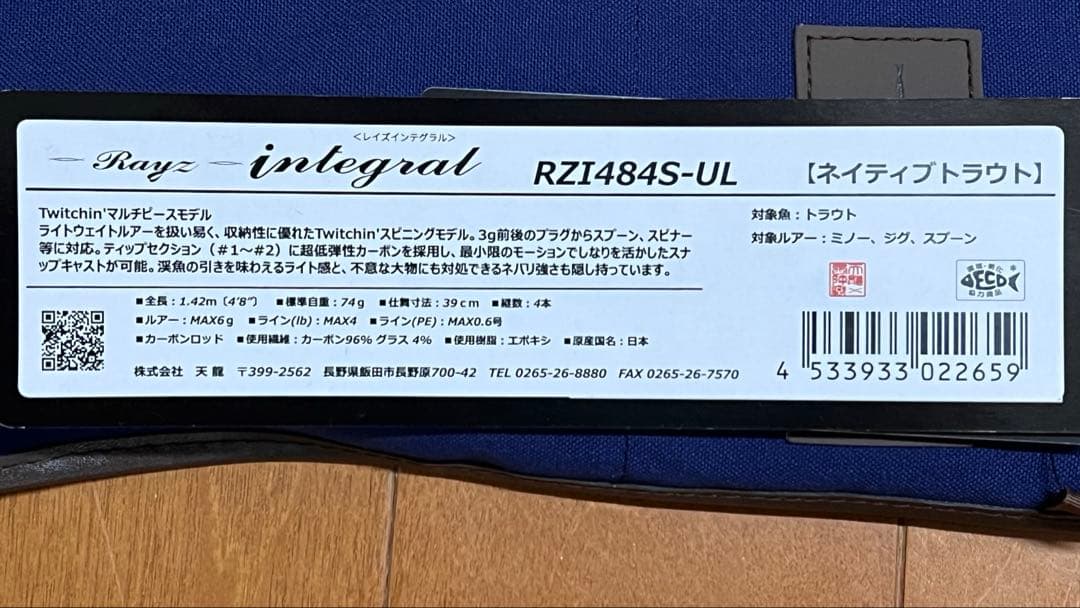 <レイズインテグラル>
Rayz integral RZI484S-UL 【ネイティブトラウト】
Twitchin'マルチピースモデル
ライトウェイトルアーを扱い易く、収納性に優れたTwitchin'スピニングモデル。3g前後のプラグからスプーン、スピナー
等に対応。ティップセクション（#1～#2）に超低弾性カーボンを採用し、最小限のモーションでしなりを活かしたスナ
ップキャストが可能。渓魚の引きを味わえるライト感と、不意な大物にも対処できるネバリ強さも隠し持っています。
対象魚：トラウト
対象ルアー：ミノー、ジグ、スプーン
■全長：1.42m（4'8"） ■標準自重：74g ■仕舞寸法：39cm ■継数：4本
■ルアー：MAX6g ■ライン(lb)：MAX4 ■ライン(PE)：MAX0.6号
■カーボンロッド ■使用繊維：カーボン96% グラス 4% ■使用樹脂：エポキシ ■原産国名：日本
株式会社 天龍 〒399-2562 長野県飯田市長野原700-42 TEL 0265-26-8880 FAX 0265-26-7570
ECO
協力商品
4 533933 022659